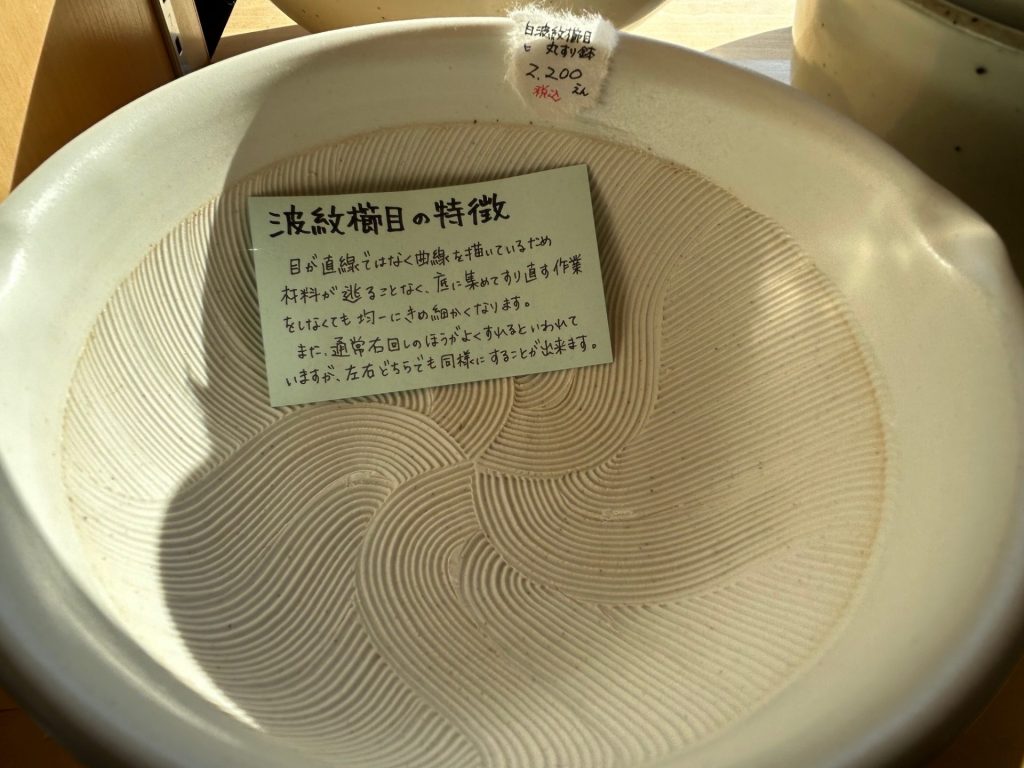 白波紋櫛目
丸すり鉢
2,200
えん
税込
波紋櫛目の特徴
目が直線ではなく曲線を描いているだめ
材料が逃ることなく、底に集めてすり直す作業
をしなくても均一にきめ細かくなります。
また、通常右回しのほうがよくすれるといわれて
いますが、左右どちらでも同様にすることが出来ます。